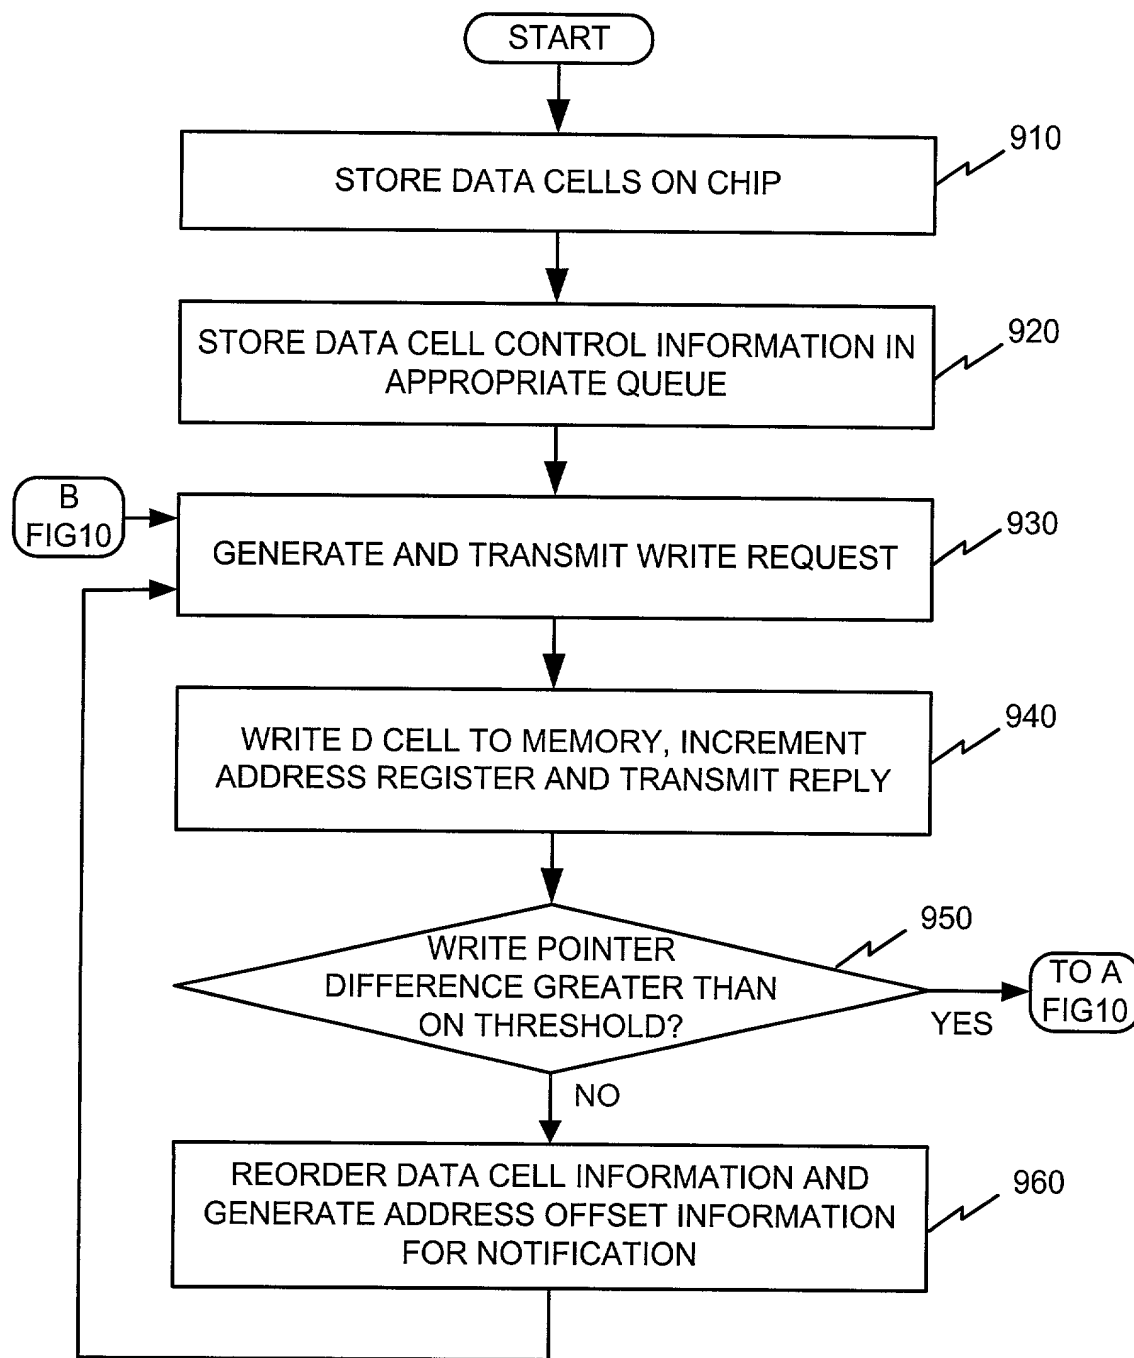 START
STORE DATA CELLS ON CHIP
910
STORE DATA CELL CONTROL INFORMATION IN
APPROPRIATE QUEUE
920
B
FIG10
GENERATE AND TRANSMIT WRITE REQUEST
930
WRITE D CELL TO MEMORY, INCREMENT
ADDRESS REGISTER AND TRANSMIT REPLY
940
WRITE POINTER
DIFFERENCE GREATER THAN
ON THRESHOLD?
950
YES
TO A
FIG10
NO
REORDER DATA CELL INFORMATION AND
GENERATE ADDRESS OFFSET INFORMATION
FOR NOTIFICATION
960